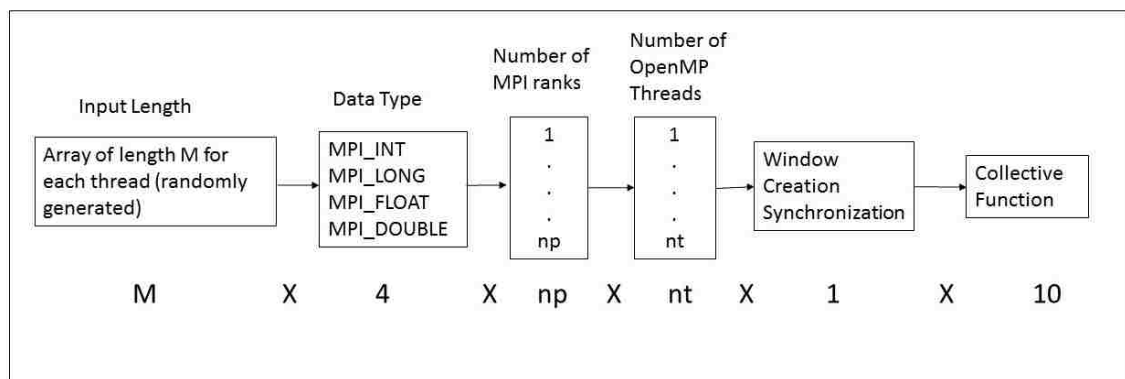 Input Length
Array of length M for
each thread (randomly
generated)
Data Type
MPI_INT
MPI_LONG
MPI_FLOAT
MPI_DOUBLE
Number of
MPI ranks
1
.
.
.
np
Number of
OpenMP
Threads
1
.
.
.
nt
Window
Creation
Synchronization
Collective
Function
M X 4 X np X nt X 1 X 10